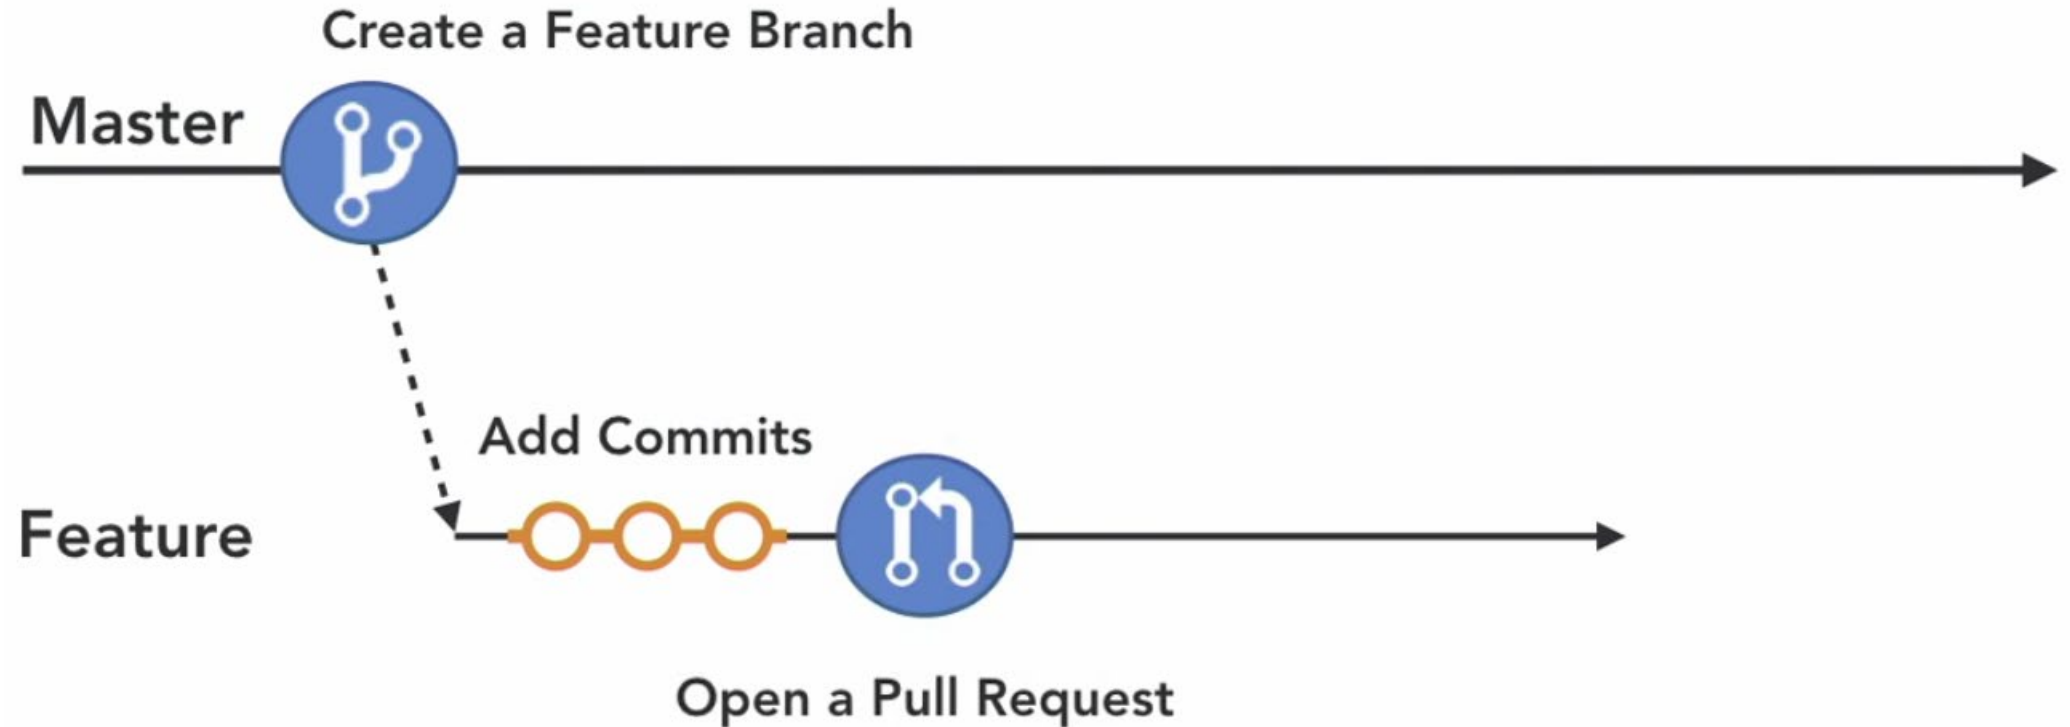 Create a Feature Branch
Master
Add Commits
Feature
Open a Pull Request